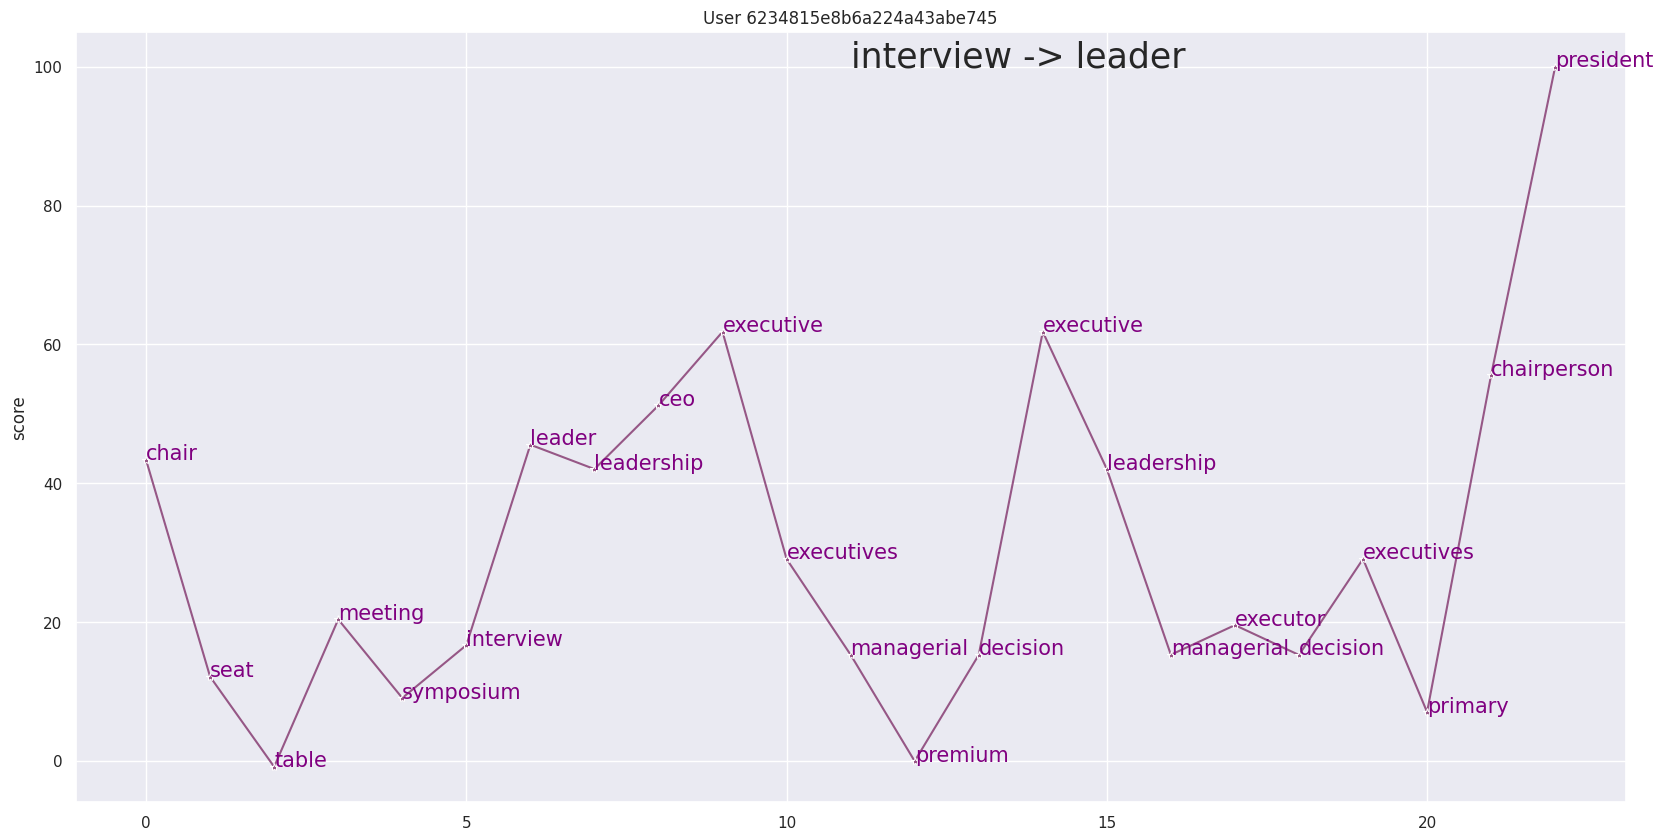 User 6234815e8b6a224a43abe745
interview -> leader
score
100
80
60
40
20
0
chair
seat
table
meeting
symposium
interview
leader
leadership
ceo
executive
executives
managerial
premium
decision
executive
leadership
managerial
executor
decision
executives
primary
chairperson
president
0
5
10
15
20